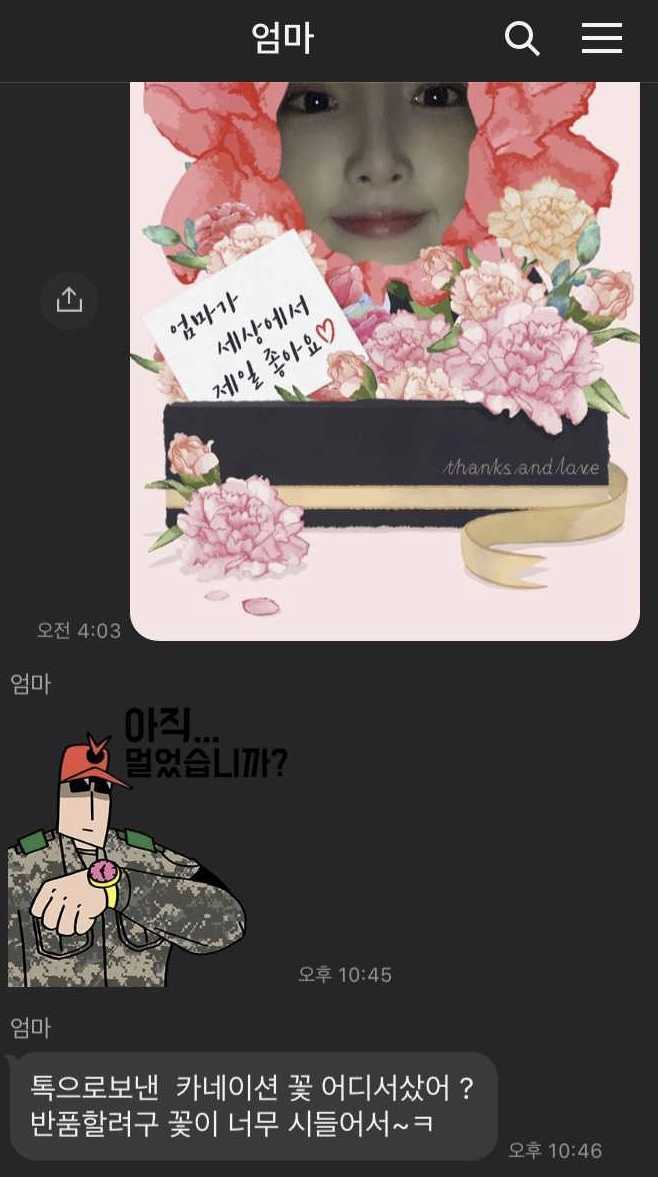 엄마
엄마가
세상에서
제일 좋아요♡
thanks and love
오전 4:03
엄마
아직...
멀었습니까?
오후 10:45
엄마
톡으로보낸  카네이션 꽃 어디서샀어 ?
반품할려구 꽃이 너무 시들어서~ㅋ
오후 10:46